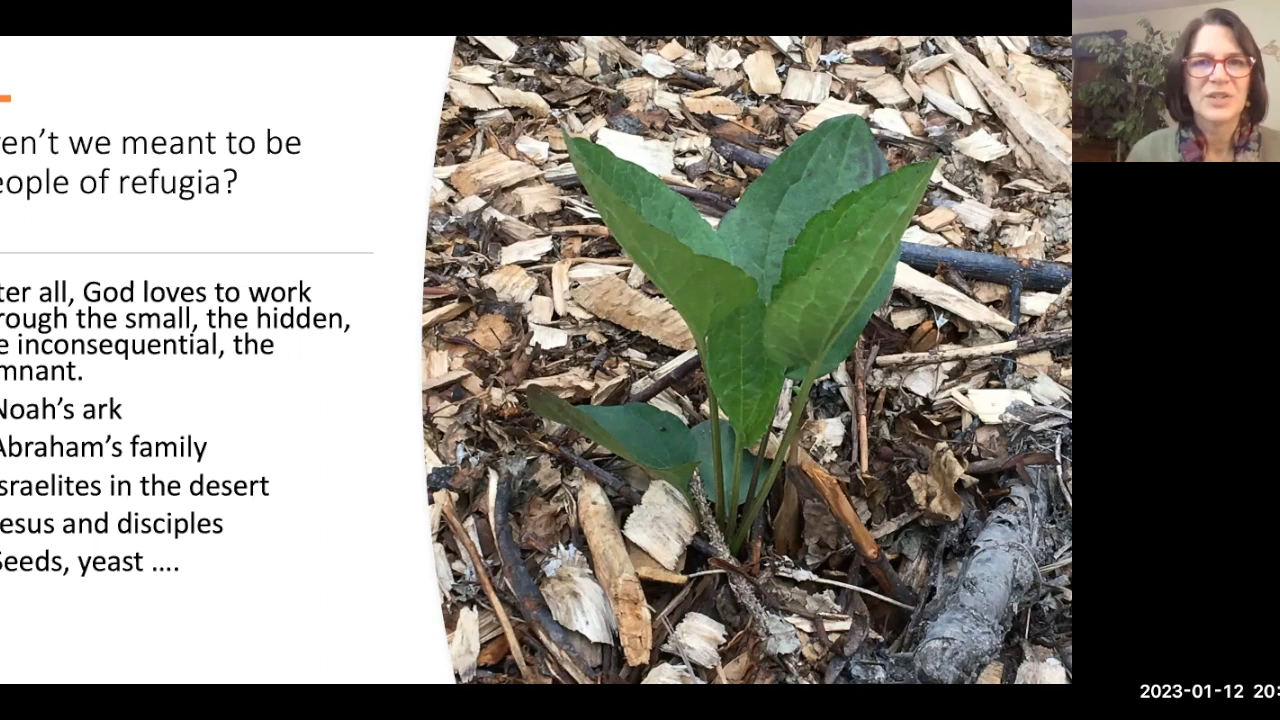 en't we meant to be
eople of refugia?
ter all, God loves to work
rough the small, the hidden,
e inconsequential, the
mnant.
Noah's ark
Abraham's family
sraelites in the desert
esus and disciples
Seeds, yeast ....
2023-01-12 20: